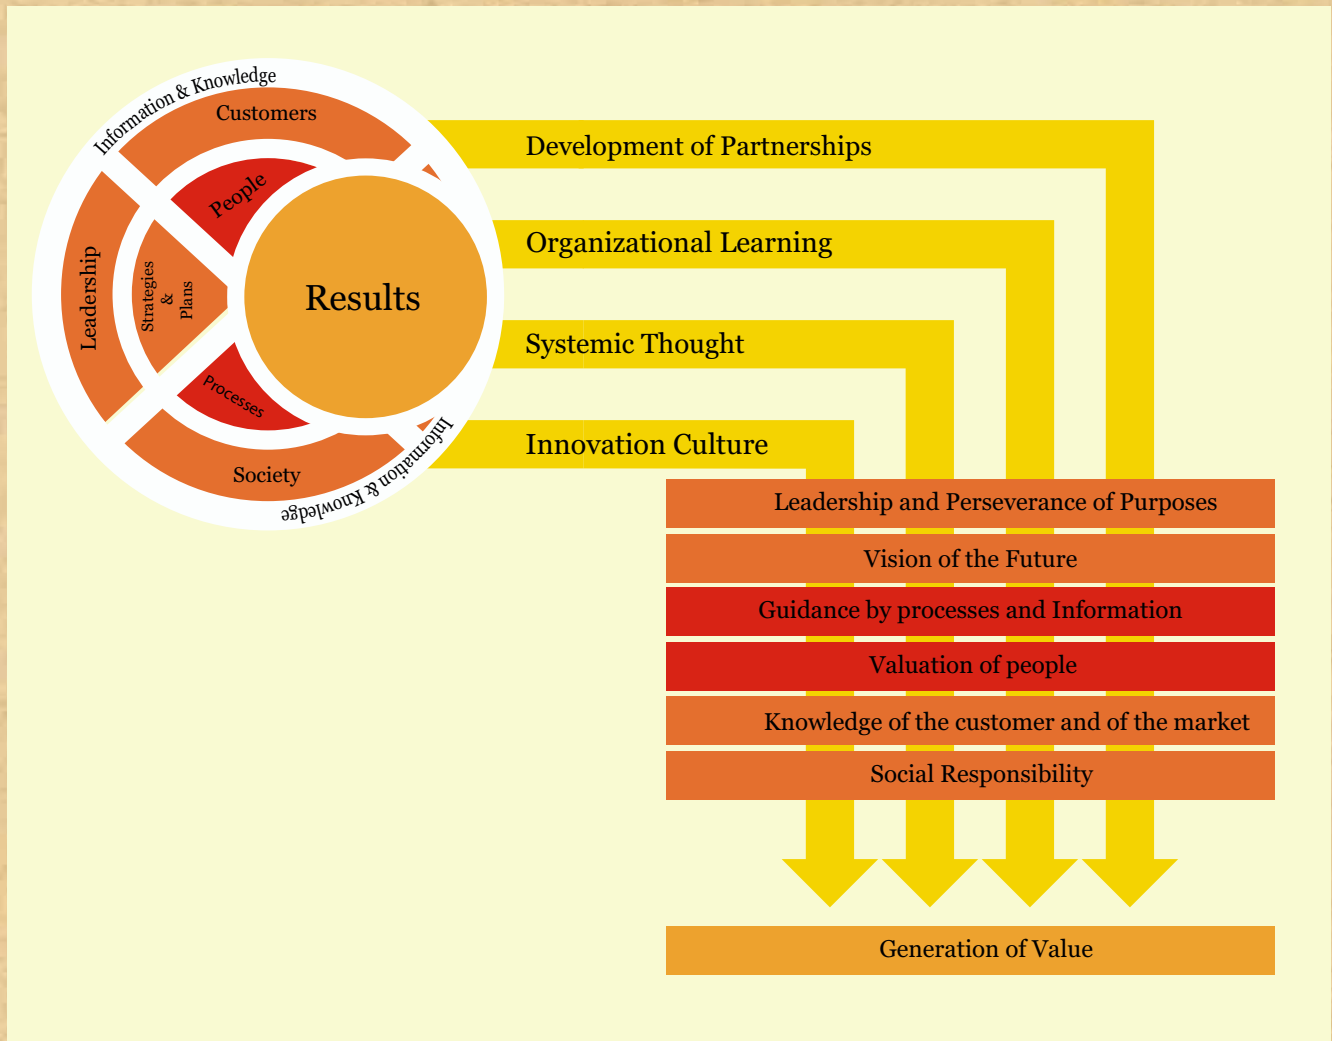 Information & Knowledge
Customers
People
Leadership
Strategies
&
Plans
Results
Processes
Society
Information & Knowledge
Development of Partnerships
Organizational Learning
Systemic Thought
Innovation Culture
Leadership and Perseverance of Purposes
Vision of the Future
Guidance by processes and Information
Valuation of people
Knowledge of the customer and of the market
Social Responsibility
Generation of Value